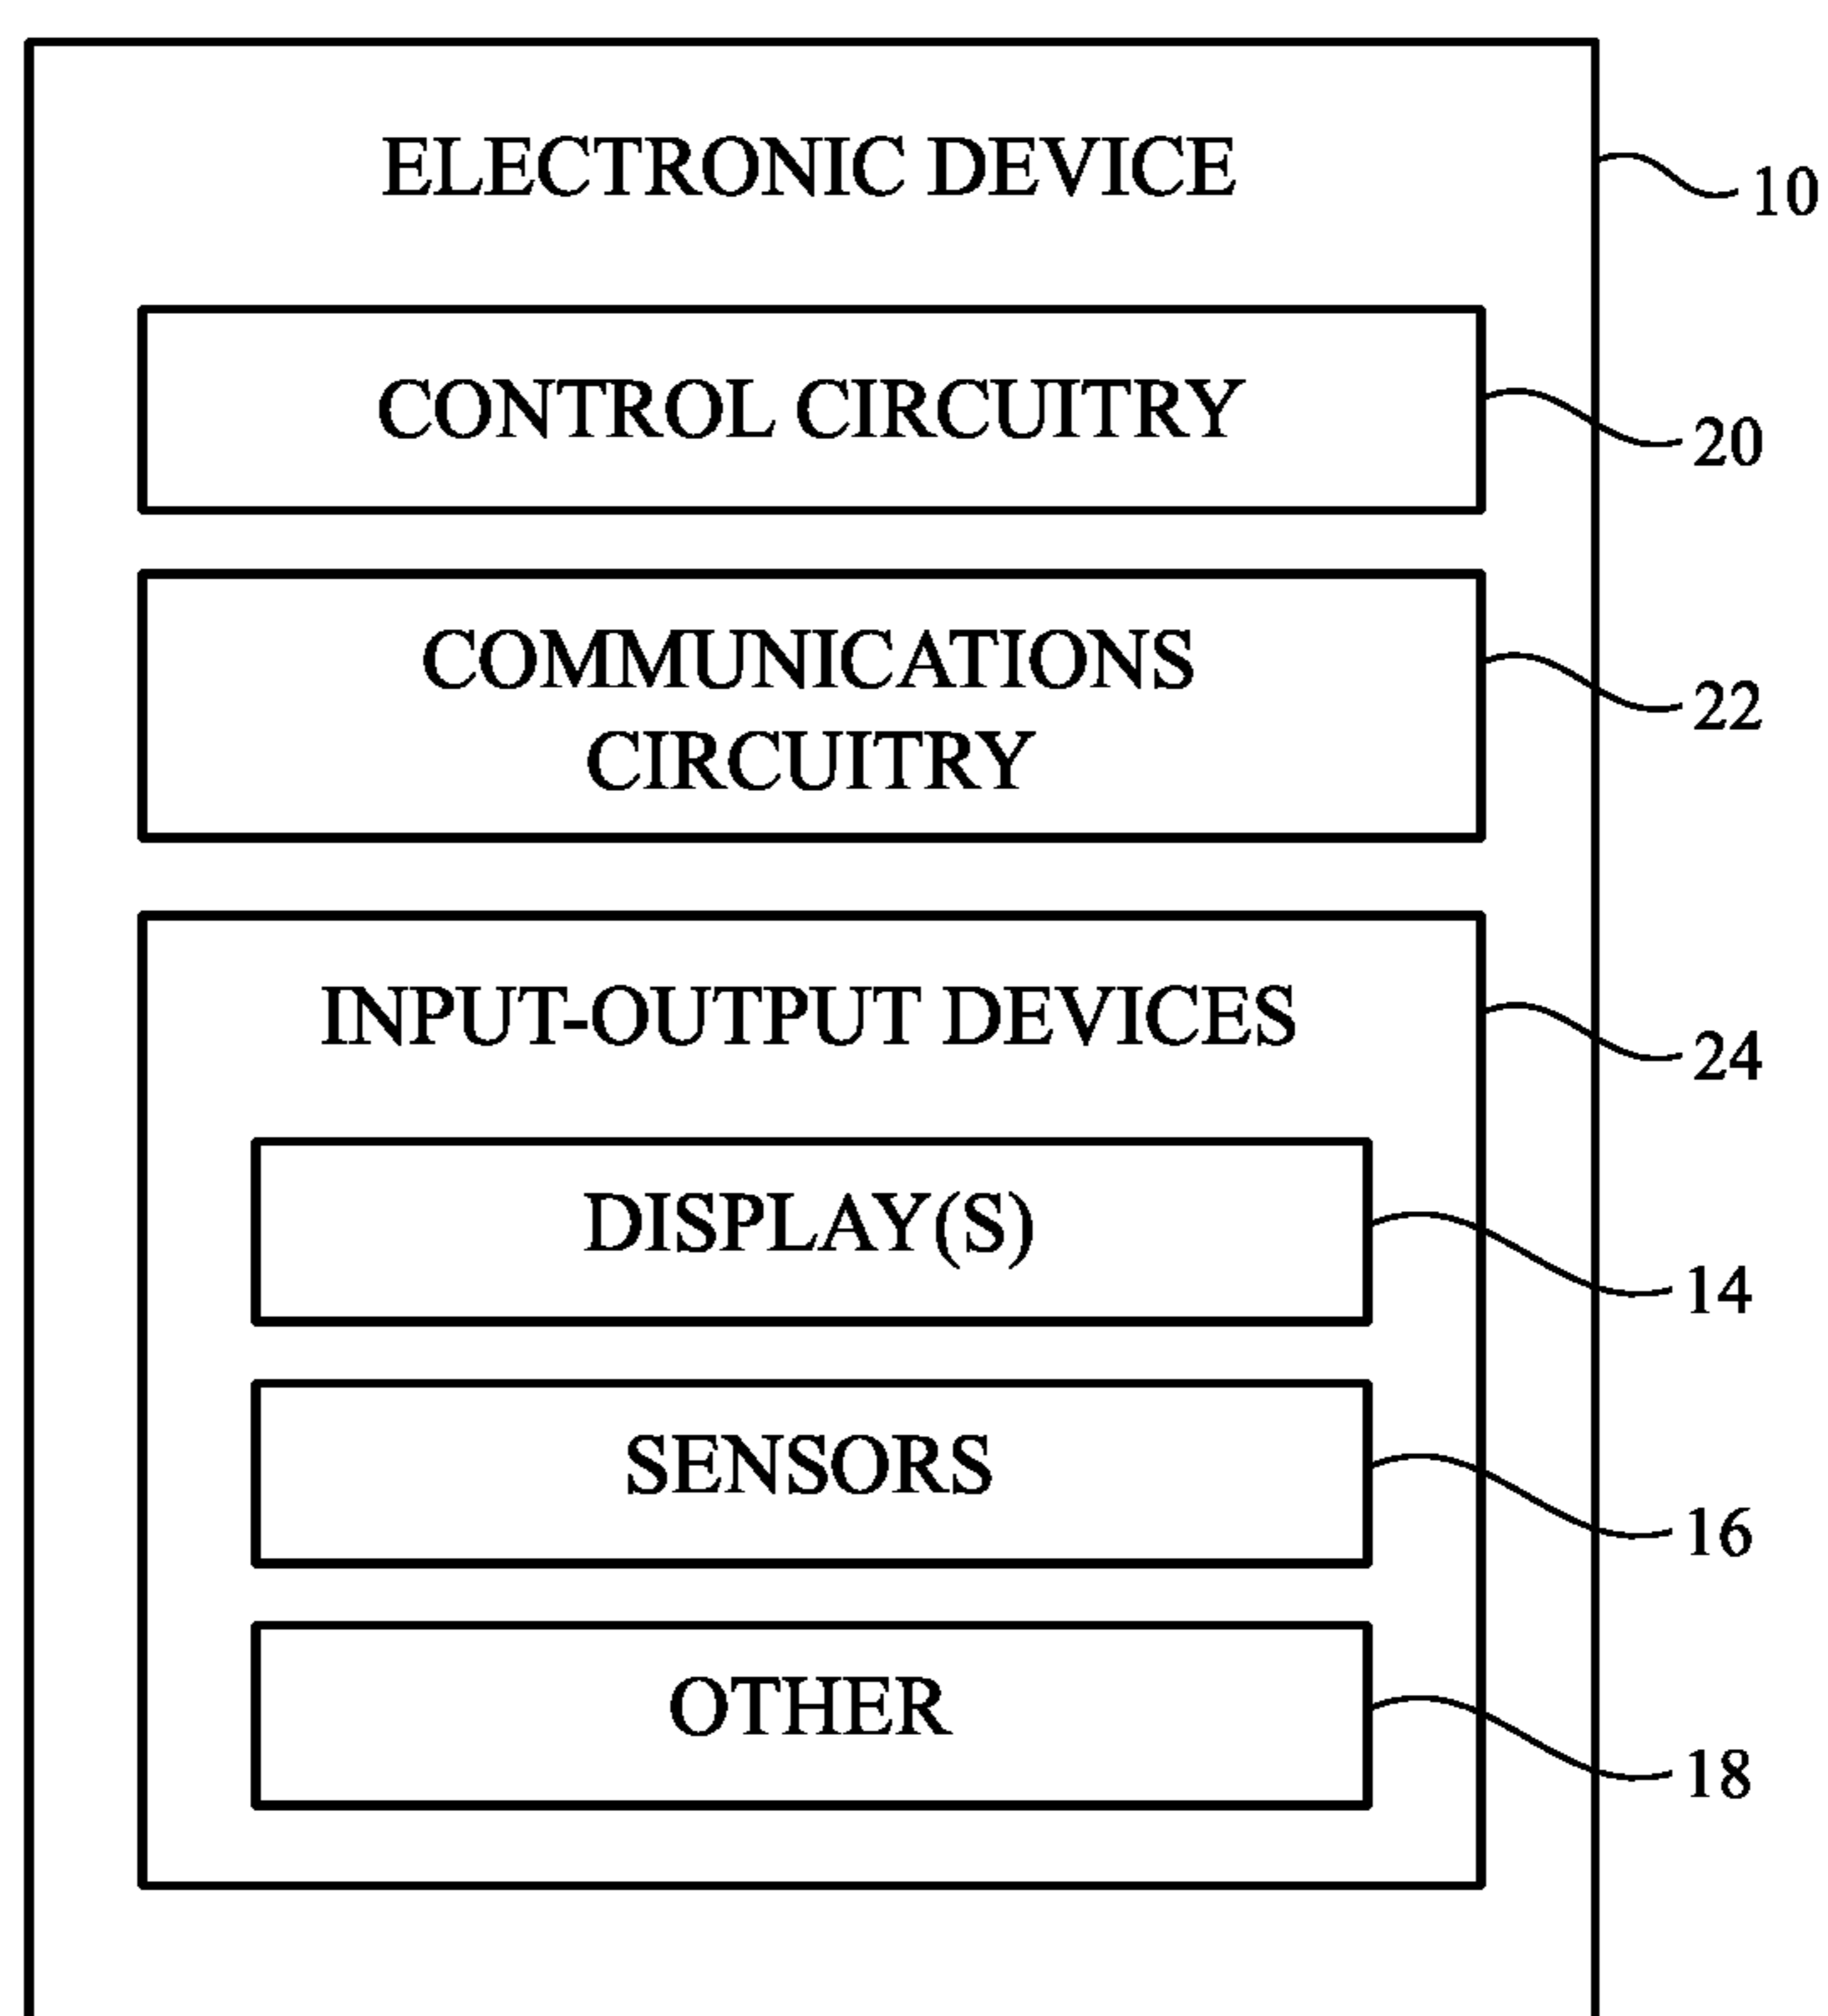 ELECTRONIC DEVICE
10
CONTROL CIRCUITRY
20
COMMUNICATIONS
CIRCUITRY
22
INPUT-OUTPUT DEVICES
24
DISPLAY(S)
14
SENSORS
16
OTHER
18